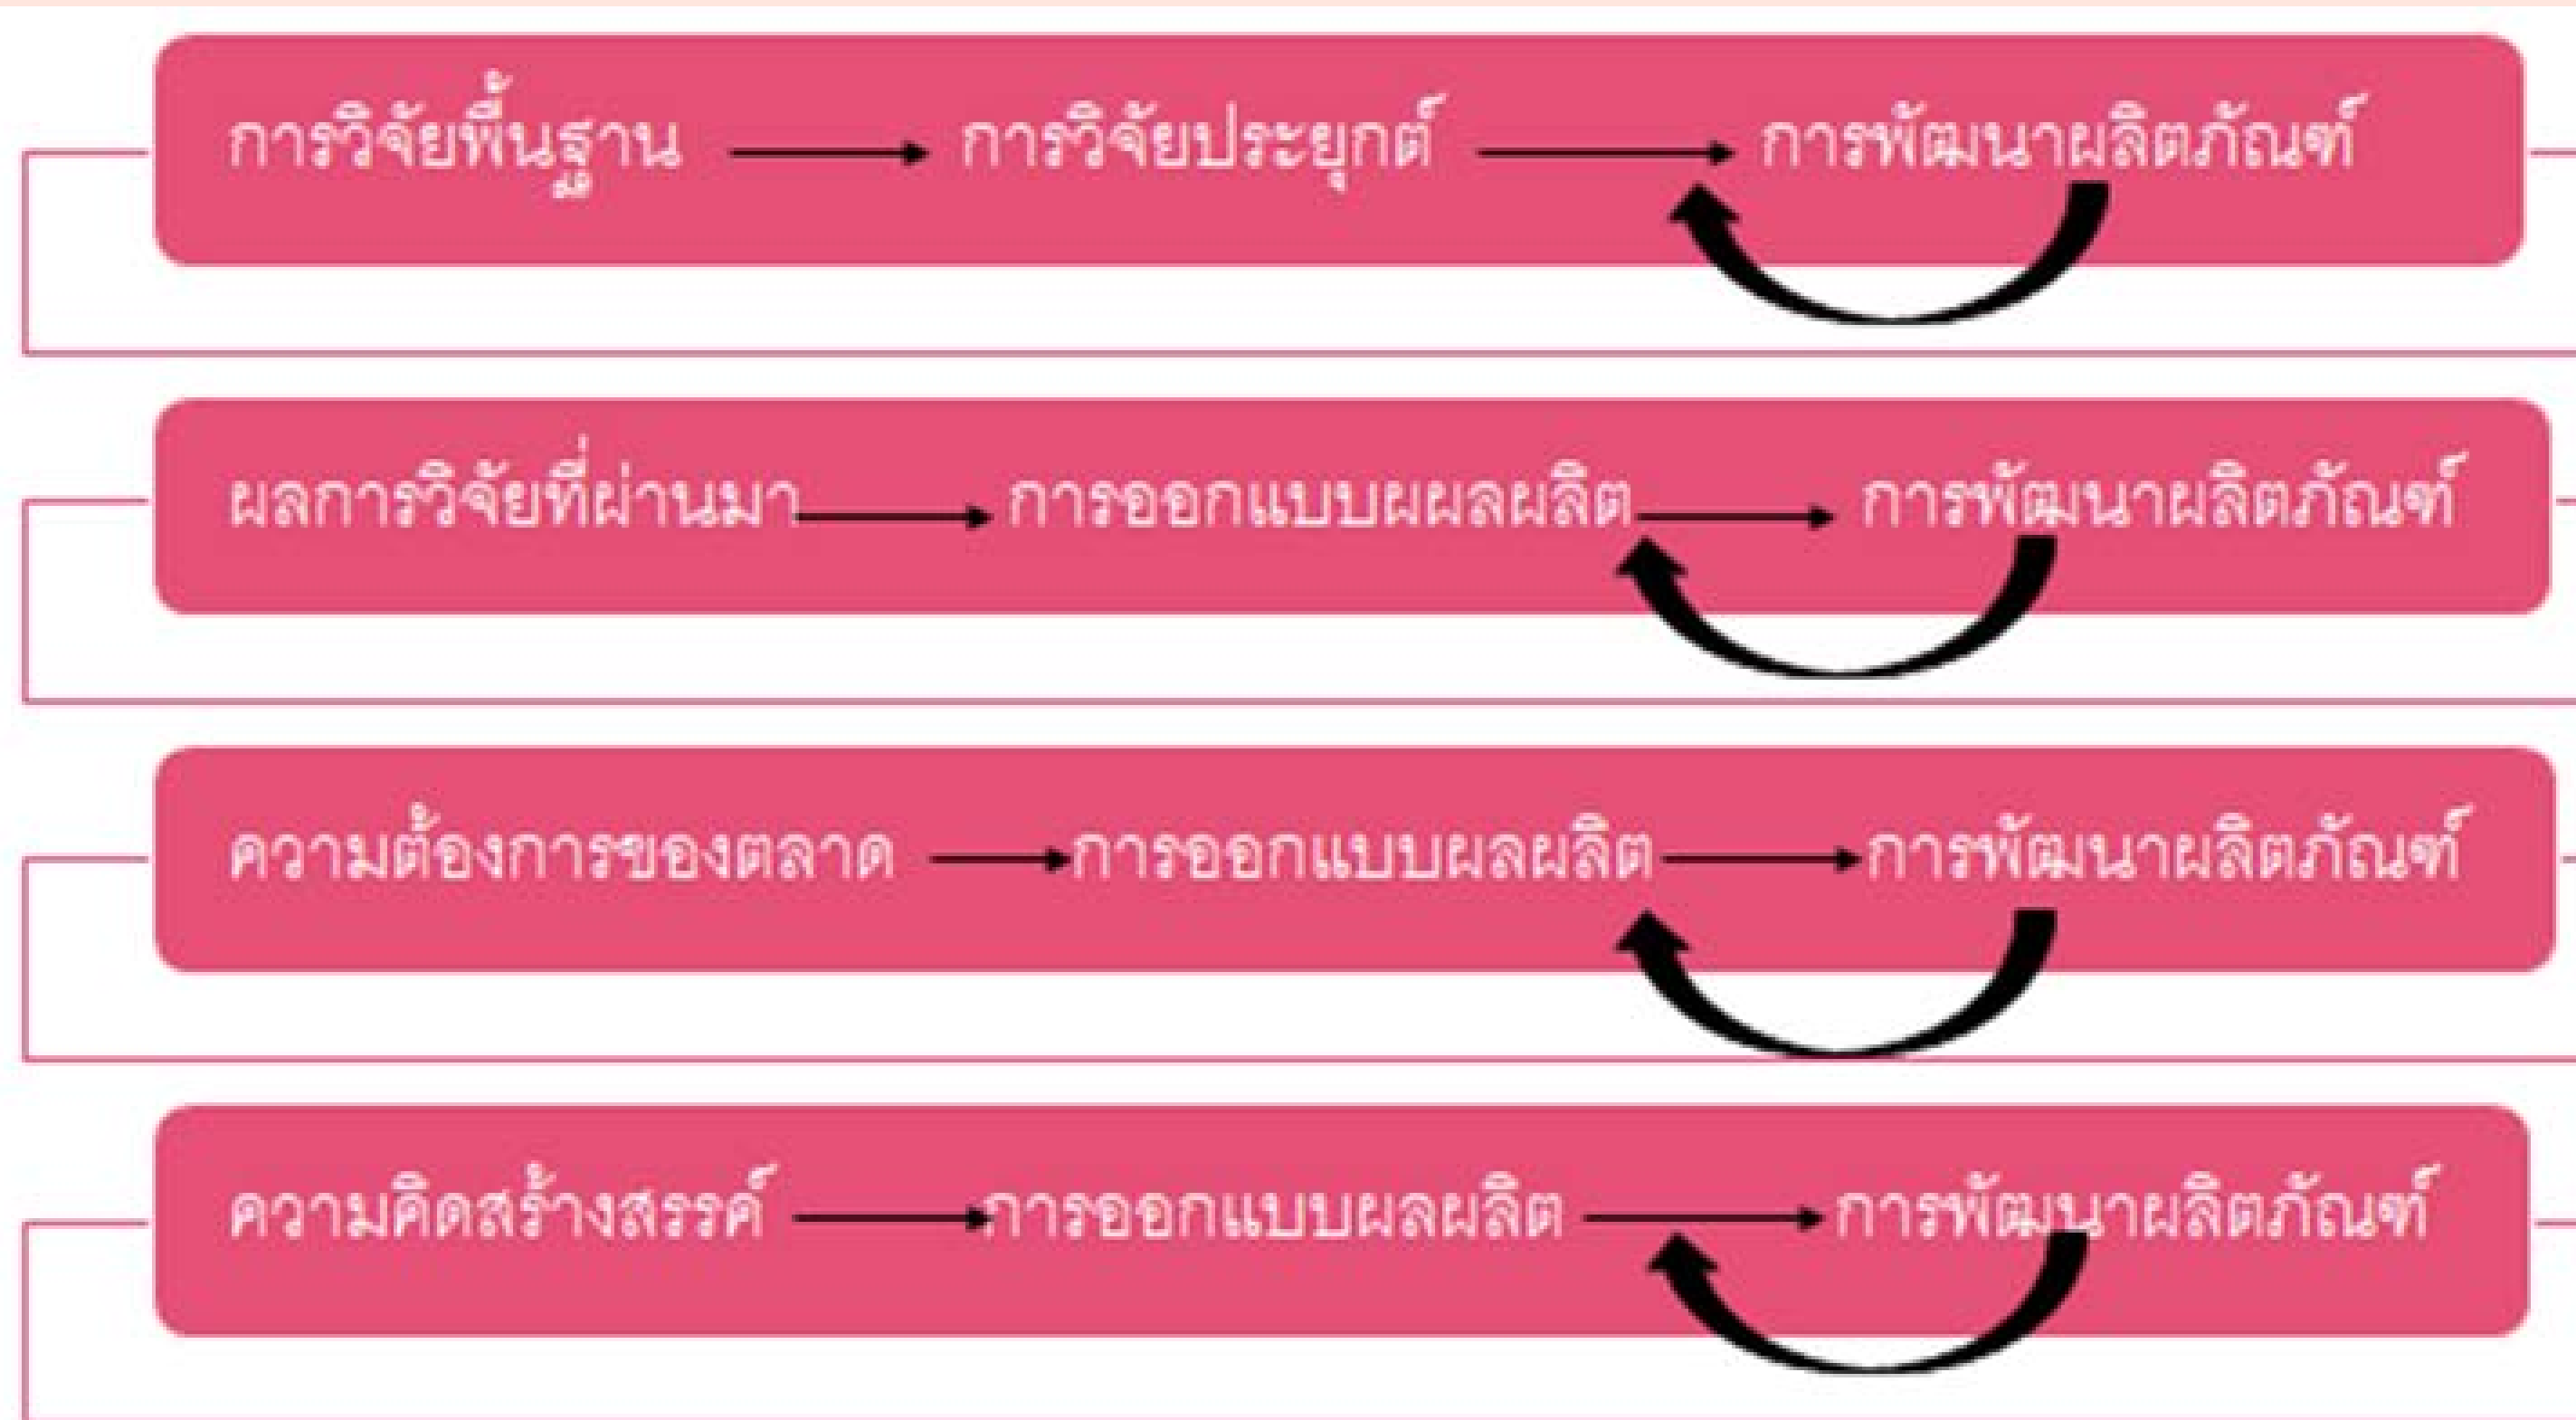 การวิจัยพื้นฐาน การวิจัยประยุกต์ การพัฒนาผลิตภัณฑ์
ผลการวิจัยที่ผ่านมา การออกแบบผผลผลิต การพัฒนาผลิตภัณฑ์
ความต้องการของตลาด การออกแบบผลผลิต การพัฒนาผลิตภัณฑ์
ความคิดสร้างสรรค์ การออกแบบผลผลิต การพัฒนาผลิตภัณฑ์